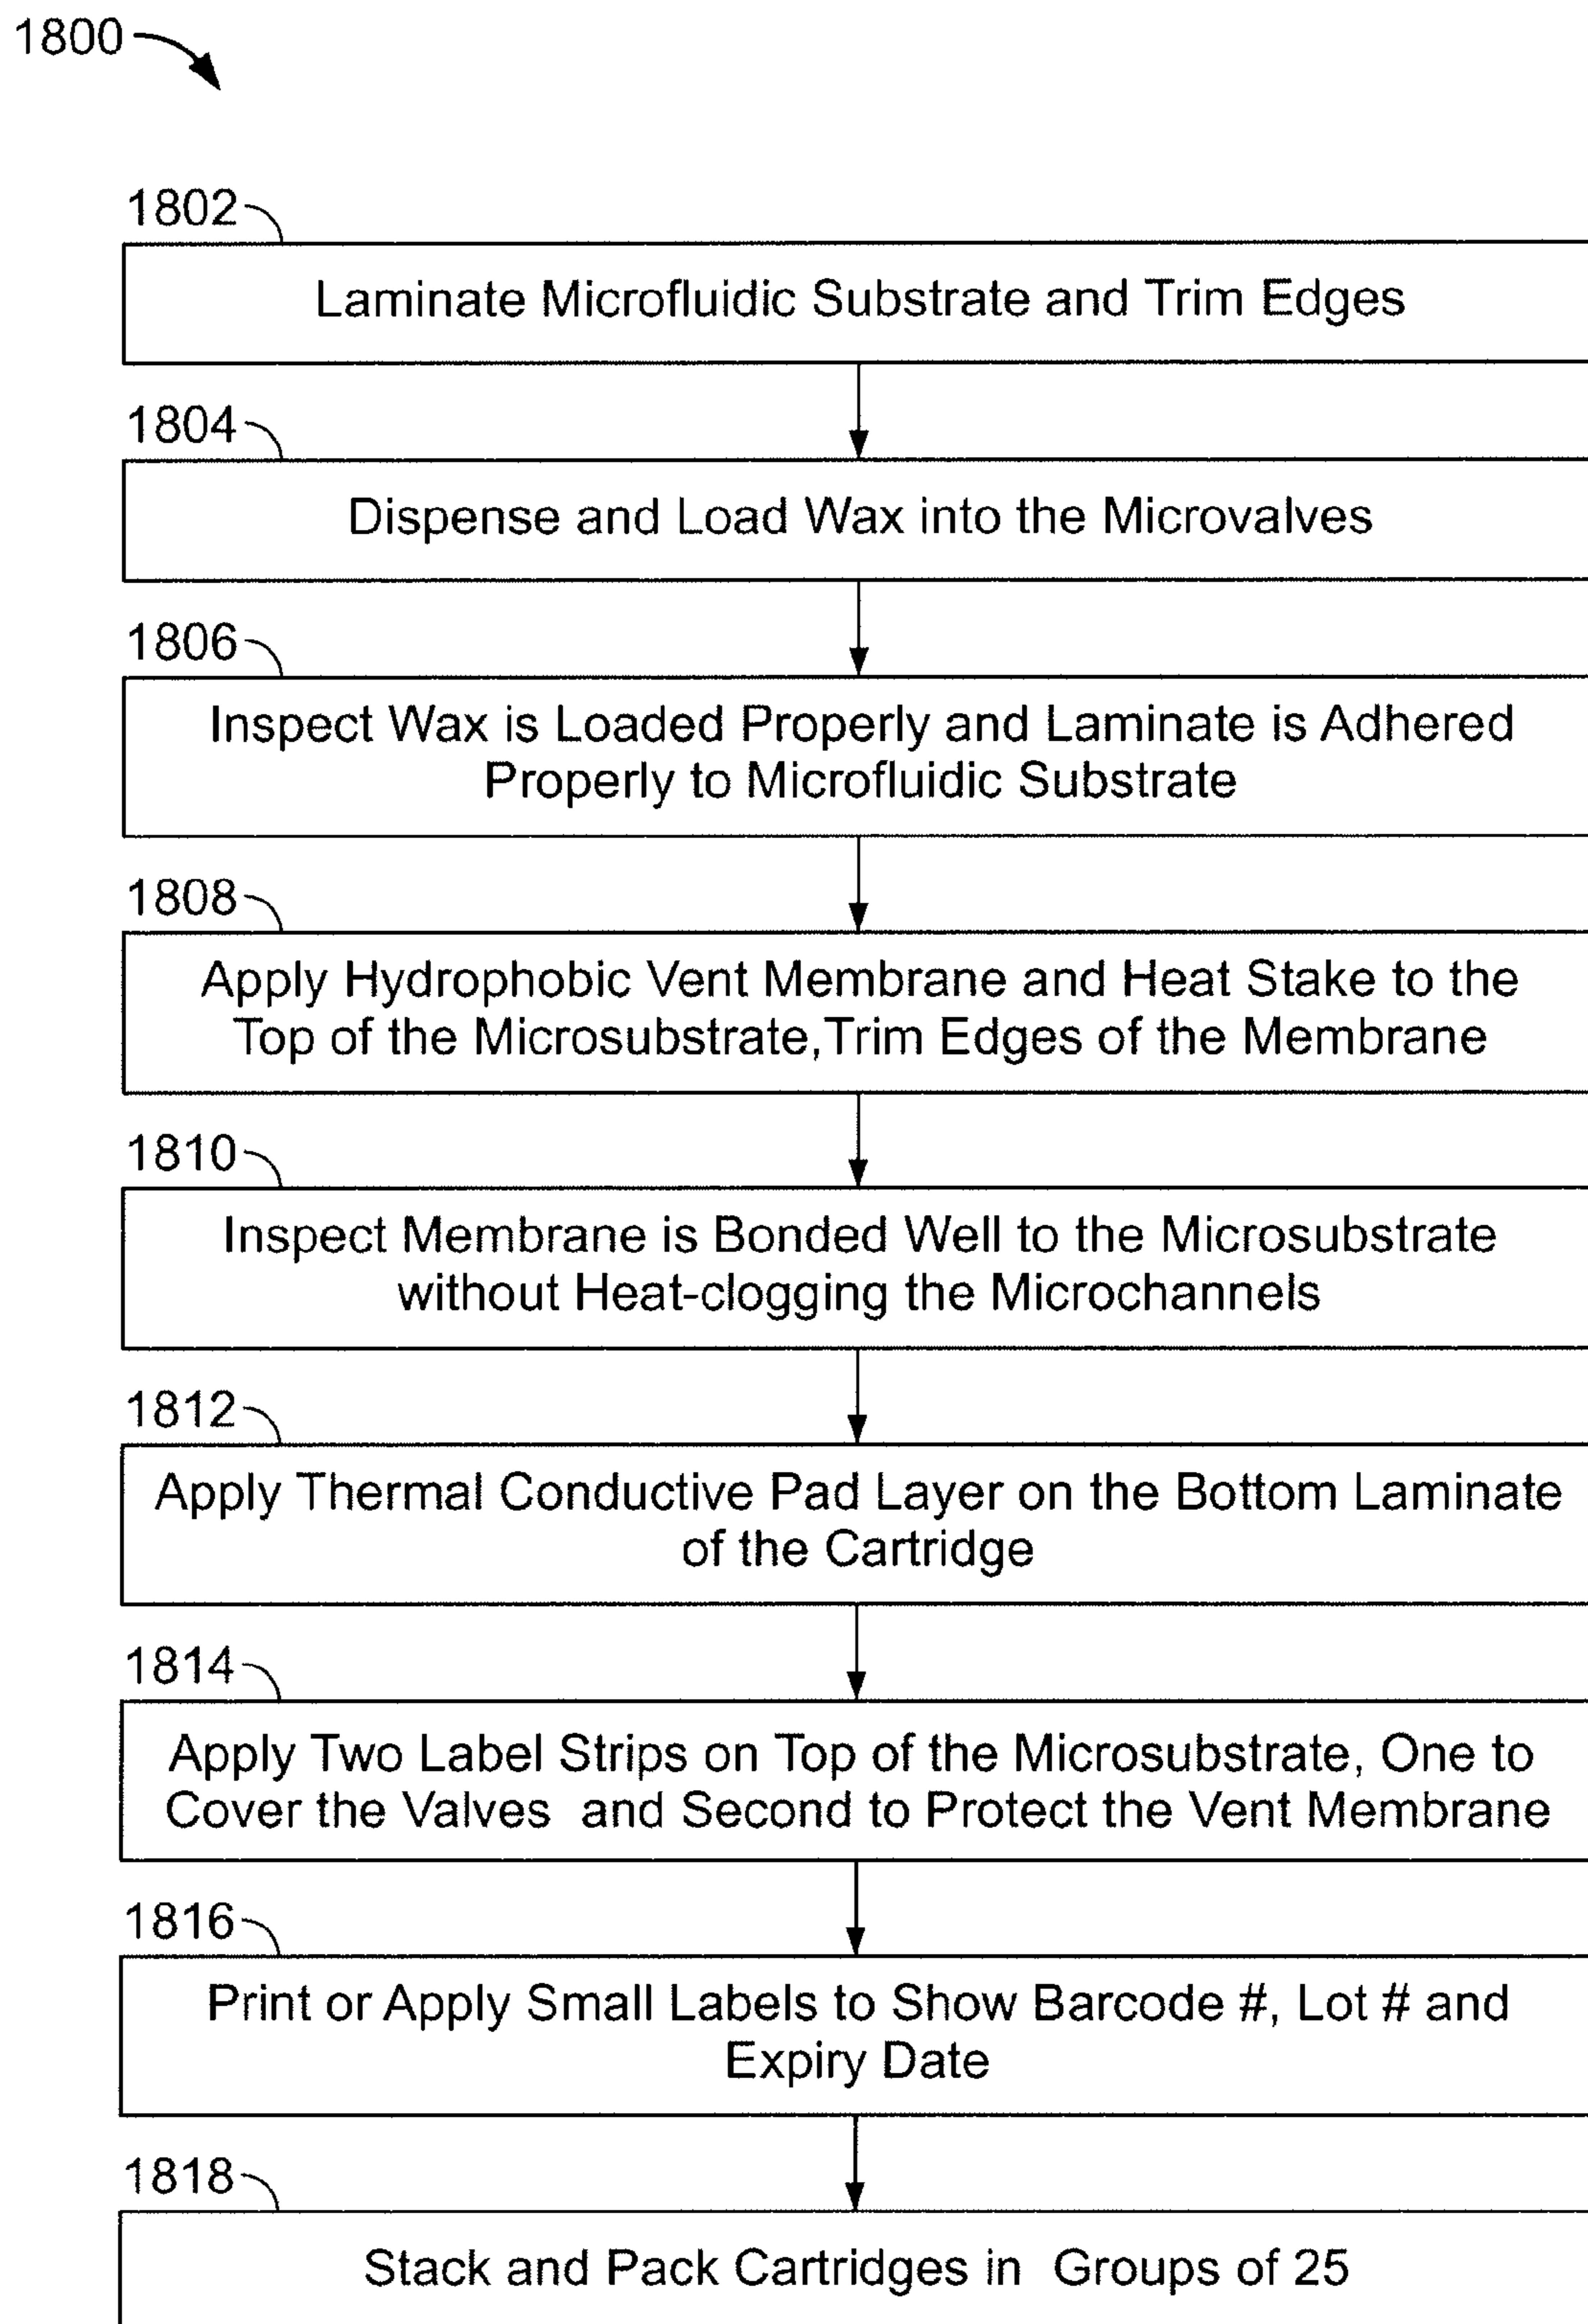 1800
1802
Laminate Microfluidic Substrate and Trim Edges
1804
Dispense and Load Wax into the Microvalves
1806
Inspect Wax is Loaded Properly and Laminate is Adhered
Properly to Microfluidic Substrate
1808
Apply Hydrophobic Vent Membrane and Heat Stake to the
Top of the Microsubstrate,Trim Edges of the Membrane
1810
Inspect Membrane is Bonded Well to the Microsubstrate
without Heat-clogging the Microchannels
1812
Apply Thermal Conductive Pad Layer on the Bottom Laminate
of the Cartridge
1814
Apply Two Label Strips on Top of the Microsubstrate, One to
Cover the Valves and Second to Protect the Vent Membrane
1816
Print or Apply Small Labels to Show Barcode #, Lot # and
Expiry Date
1818
Stack and Pack Cartridges in Groups of 25